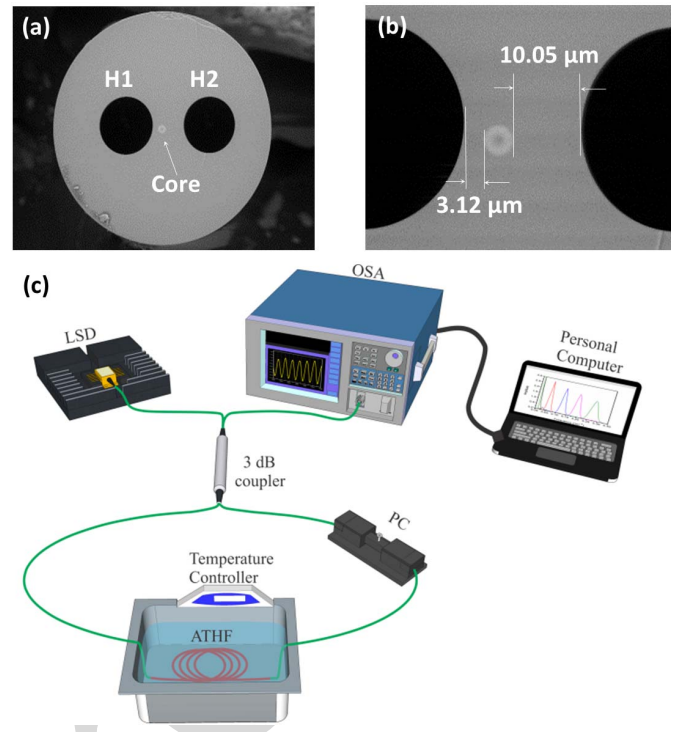 (a)
H1
H2
Core
(b)
10.05 µm
3.12 µm
(c)
OSA
LSD
Personal
Computer
3 dB
coupler
PC
Temperature
Controller
ATHF